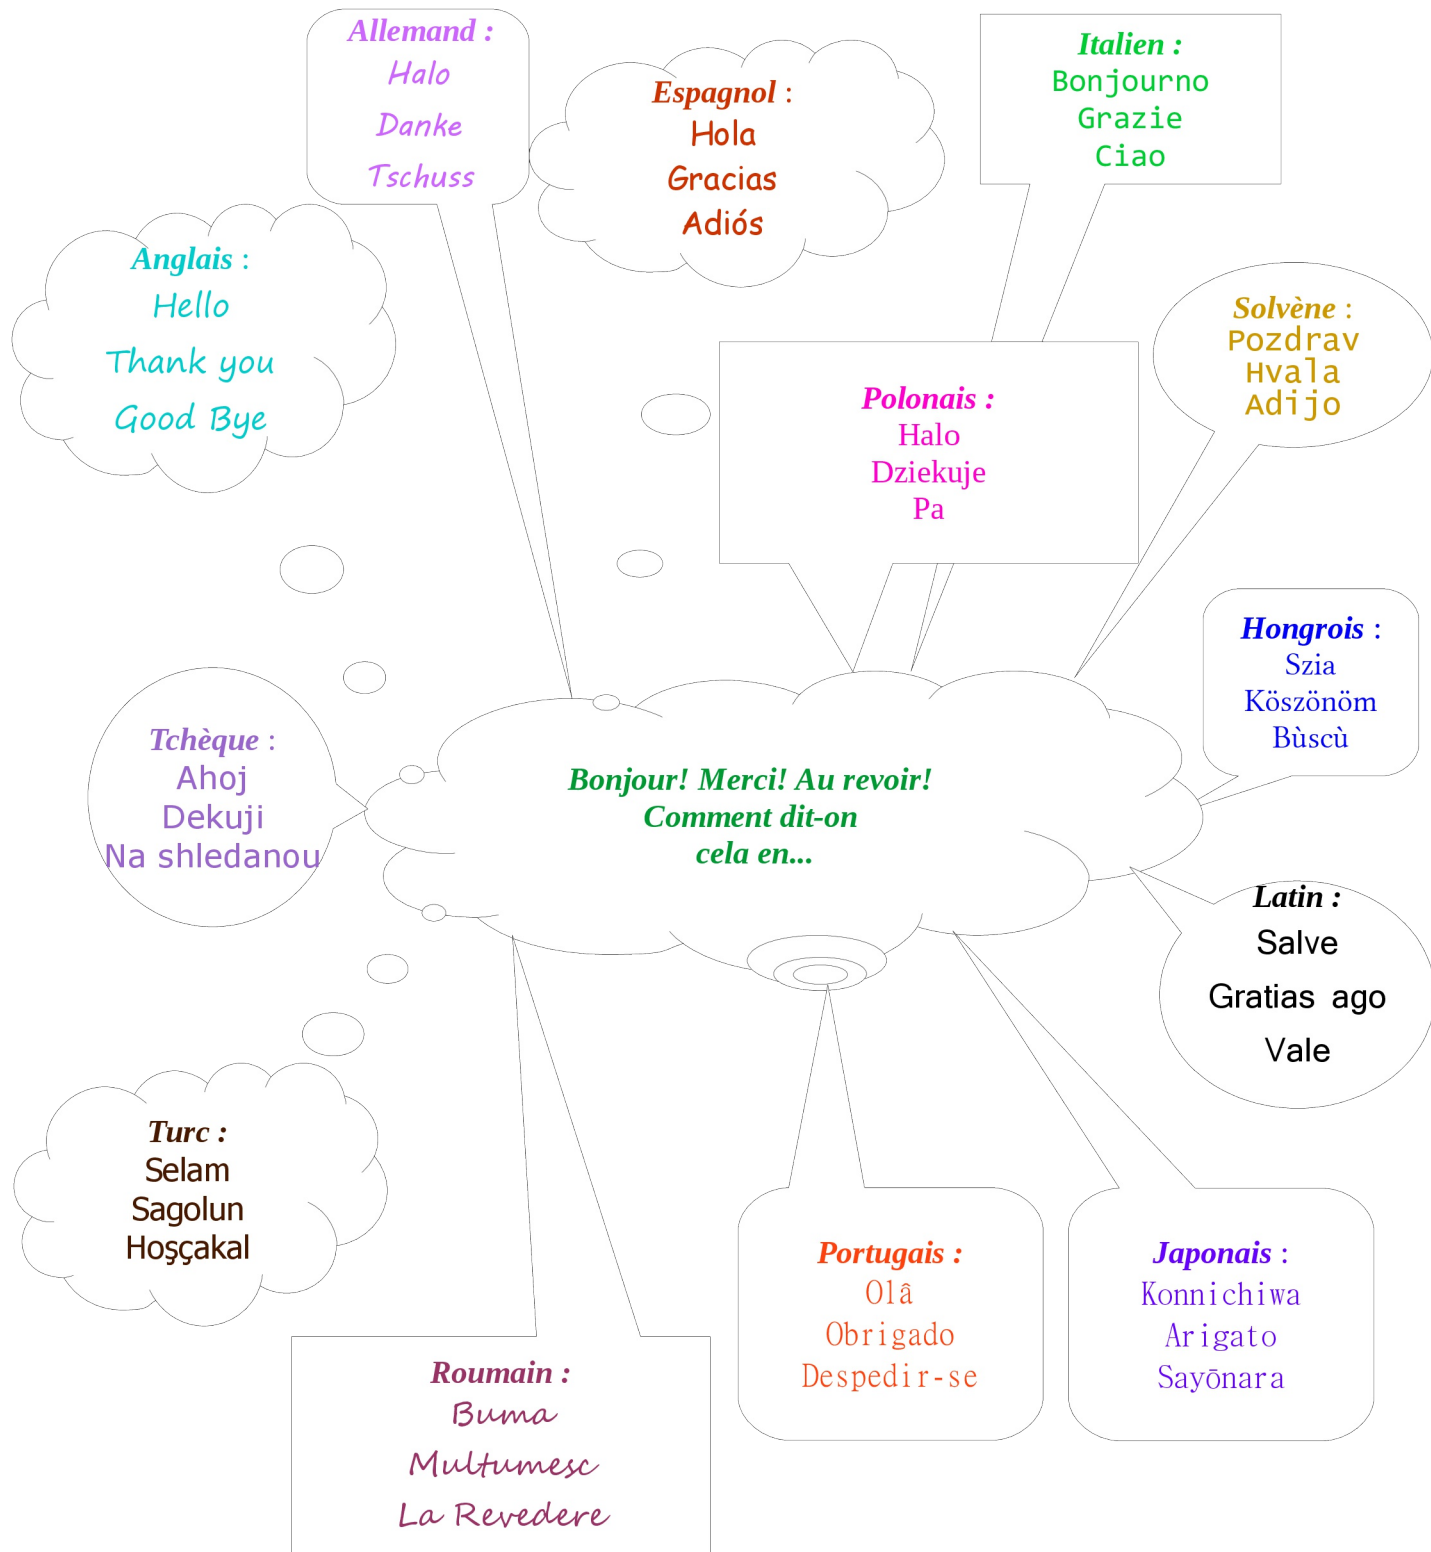 Allemand :
Halo
Danke
Tschuss
Espagnol :
Hola
Gracias
Adiós
Italien :
Bonjourno
Grazie
Ciao
Anglais :
Hello
Thank you
Good Bye
Solvène :
Pozdrav
Hvala
Adijo
Polonais :
Halo
Dziekuje
Pa
Hongrois :
Szia
Köszönöm
Bùscù
Tchèque :
Ahoj
Dekuji
Na shledanou
Bonjour! Merci! Au revoir!
Comment dit-on
cela en...
Latin :
Salve
Gratias ago
Vale
Turc :
Selam
Sagolun
Hoşçakal
Portugais :
Olâ
Obrigado
Despedir-se
Japonais :
Konnichiwa
Arigato
Sayōnara
Roumain :
Buma
Multumesc
La Revedere